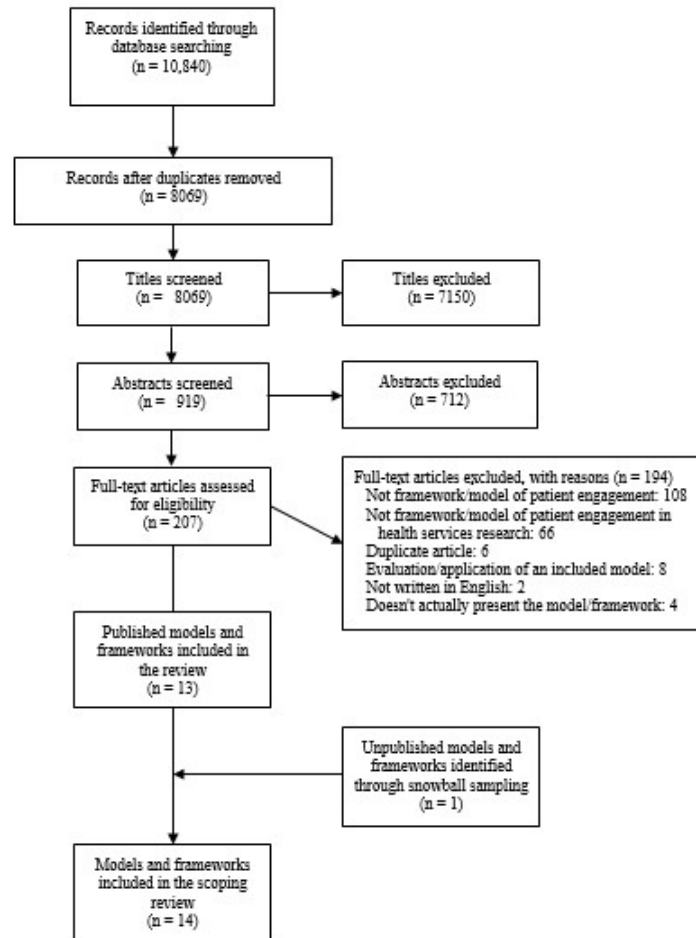 Records identified through
database searching
(n = 10,840)
Records after duplicates removed
(n = 8069)
Titles screened
(n = 8069)
Titles excluded
(n = 7150)
Abstracts screened
(n = 919)
Abstracts excluded
(n = 712)
Full-text articles assessed
for eligibility
(n = 207)
Full-text articles excluded, with reasons (n = 194)
Not framework/model of patient engagement: 108
Not framework/model of patient engagement in
health services research: 66
Duplicate article: 6
Evaluation/application of an included model: 8
Not written in English: 2
Doesn't actually present the model/framework: 4
Published models and
frameworks included in
the review
(n = 13)
Unpublished models and
frameworks identified
through snowball sampling
(n = 1)
Models and frameworks
included in the scoping
review
(n = 14)